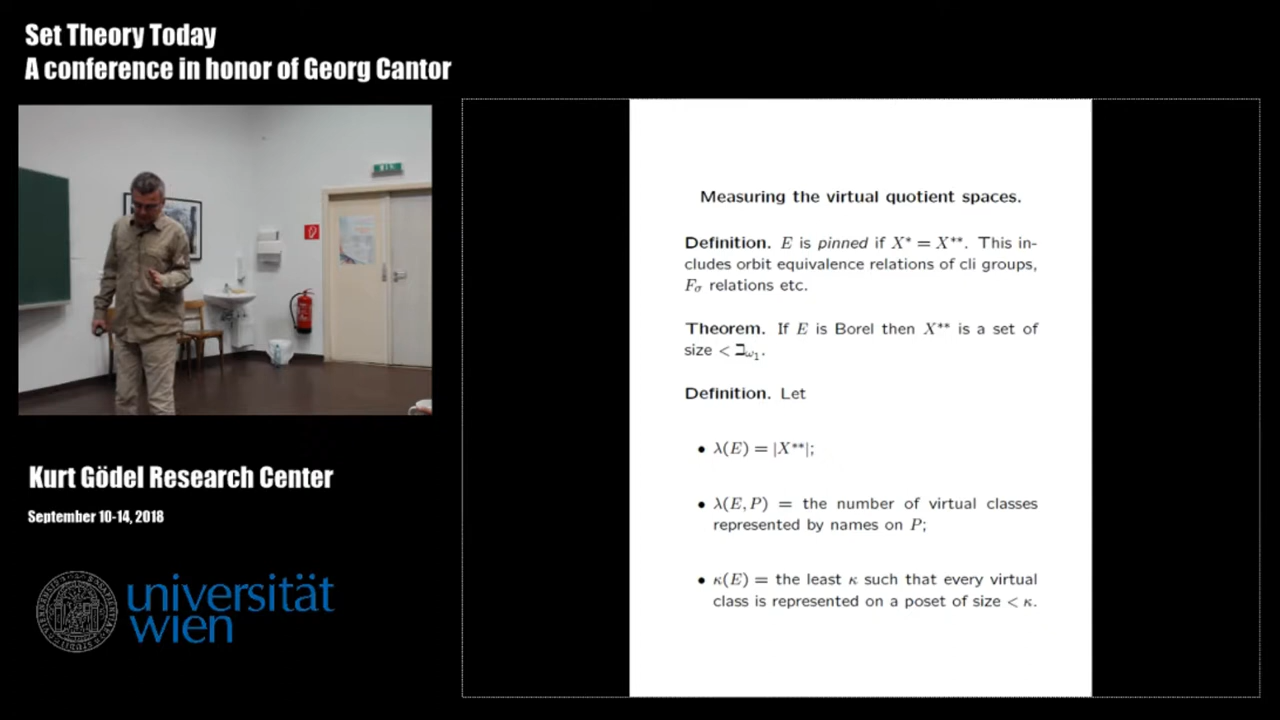 Set Theory Today
A conference in honor of Georg Cantor
Measuring the virtual quotient spaces.
Definition. E is pinned if X* = X**. This in-
cludes orbit equivalence relations of cli groups,
Fσ relations etc.
Theorem. If E is Borel then X** is a set of
size < ℶω₁.
Definition. Let
• λ(E) = |X**|;
• λ(E, P) = the number of virtual classes
represented by names on P;
• κ(E) = the least κ such that every virtual
class is represented on a poset of size < κ.
Kurt Gödel Research Center
September 10-14, 2018
universität
wien